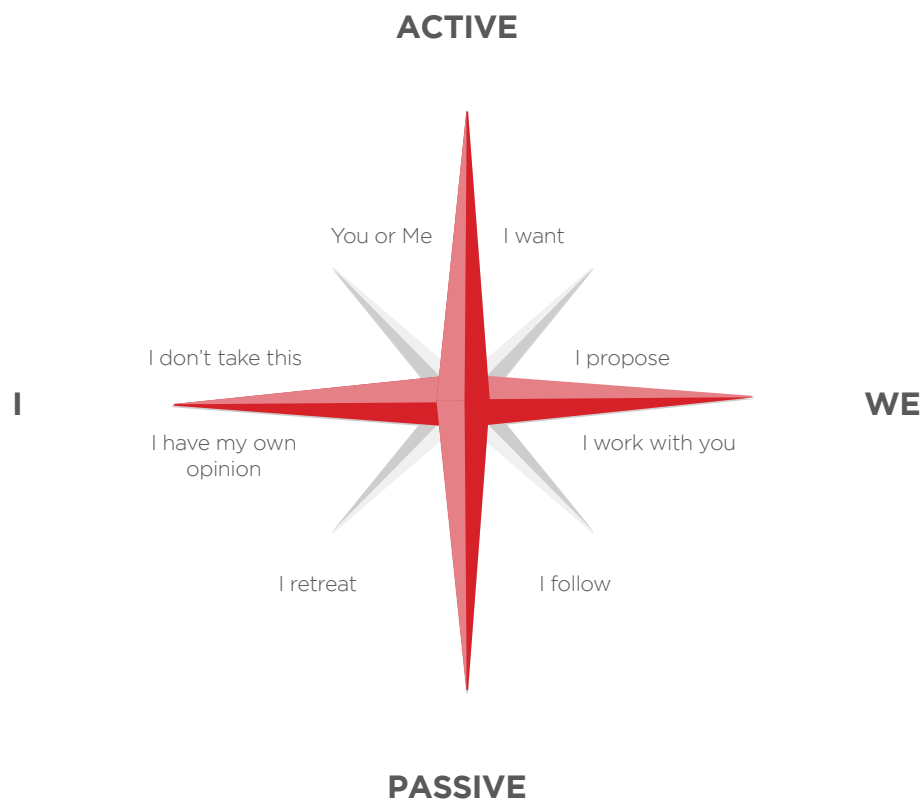 ACTIVE
You or Me
I want
I don't take this
I propose
I
WE
I have my own
opinion
I work with you
I retreat
I follow
PASSIVE